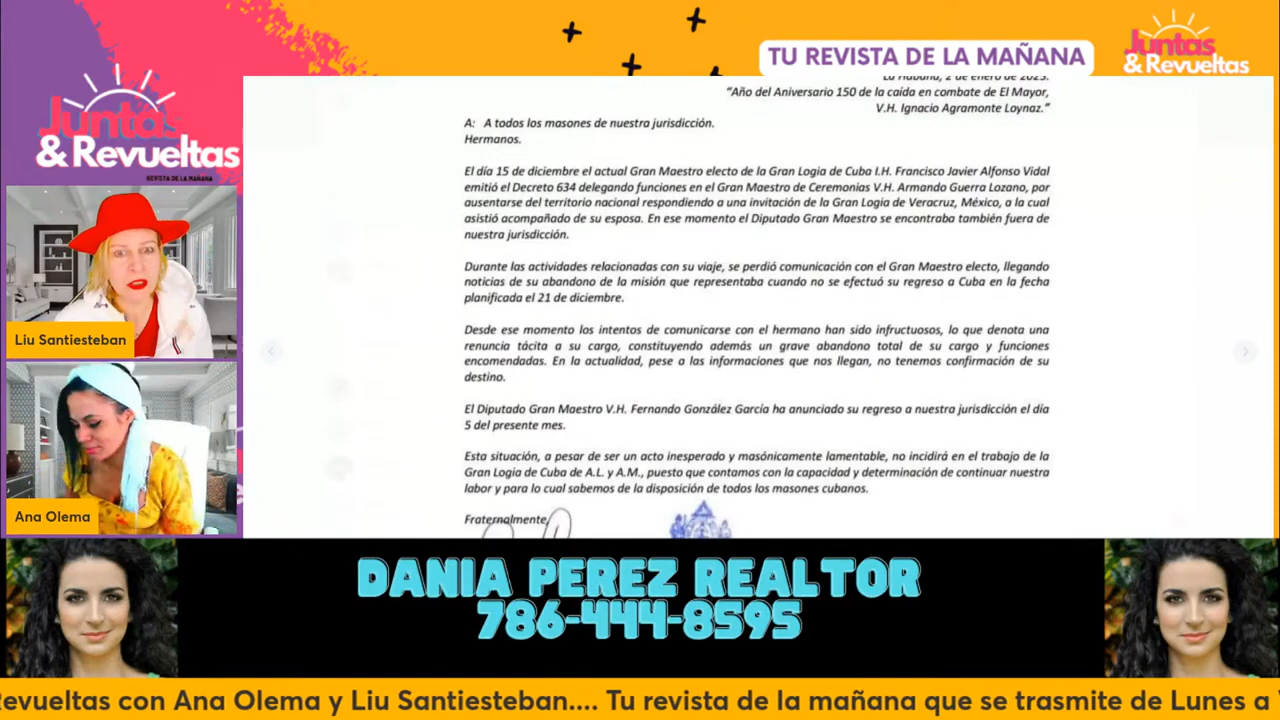 TU REVISTA DE LA MAÑANA
Juntas
& Revueltas
Juntas
& Revueltas
REVISTA DE LA MAÑANA
La Habana, 2 de enero de 2023.
“Año del Aniversario 150 de la caída en combate de El Mayor,
V.H. Ignacio Agramonte Loynaz.”
A: A todos los masones de nuestra jurisdicción.
Hermanos.
El día 15 de diciembre el actual Gran Maestro electo de la Gran Logia de Cuba I.H. Francisco Javier Alfonso Vidal
emitió el Decreto 634 delegando funciones en el Gran Maestro de Ceremonias V.H. Armando Guerra Lozano, por
ausentarse del territorio nacional respondiendo a una invitación de la Gran Logia de Veracruz, México, a la cual
asistió acompañado de su esposa. En ese momento el Diputado Gran Maestro se encontraba también fuera de
nuestra jurisdicción.
Durante las actividades relacionadas con su viaje, se perdió comunicación con el Gran Maestro electo, llegando
noticias de su abandono de la misión que representaba cuando no se efectuó su regreso a Cuba en la fecha
planificada el 21 de diciembre.
Desde ese momento los intentos de comunicarse con el hermano han sido infructuosos, lo que denota una
renuncia tácita a su cargo, constituyendo además un grave abandono total de su cargo y funciones
encomendadas. En la actualidad, pese a las informaciones que nos llegan, no tenemos confirmación de su
destino.
El Diputado Gran Maestro V.H. Fernando González García ha anunciado su regreso a nuestra jurisdicción el día
5 del presente mes.
Esta situación, a pesar de ser un acto inesperado y masónicamente lamentable, no incidirá en el trabajo de la
Gran Logia de Cuba de A.L. y A.M., puesto que contamos con la capacidad y determinación de continuar nuestra
labor y para lo cual sabemos de la disposición de todos los masones cubanos.
Fraternalmente,
Liu Santiesteban
Ana Olema
DANIA PEREZ REALTOR
786-444-8595
Revueltas con Ana Olema y Liu Santiesteban.... Tu revista de la mañana que se trasmite de Lunes a